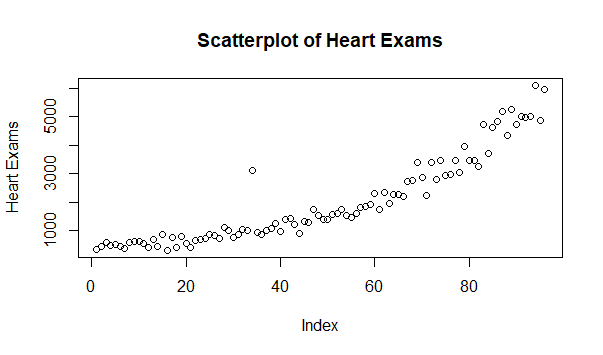 Scatterplot of Heart Exams
Heart Exams
5000
3000
1000
0 20 40 60 80
Index